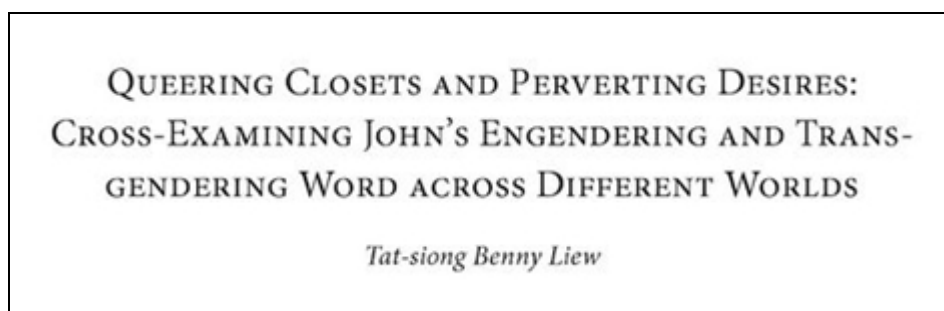 Queering Closets and Perverting Desires:
Cross-Examining John’s Engendering and Trans-
gendering Word across Different Worlds
Tat-siong Benny Liew